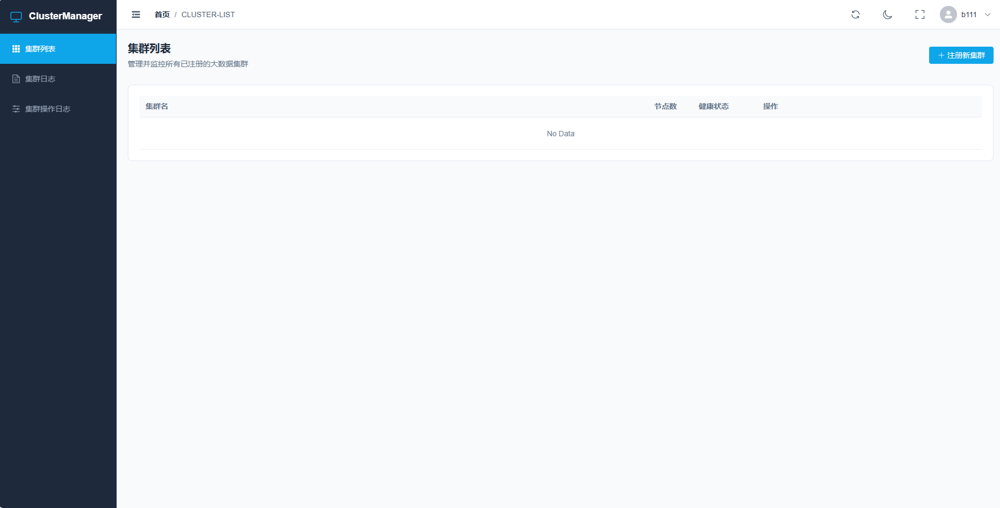 ClusterManager
首页 / CLUSTER-LIST
b111
集群列表
集群日志
集群操作日志
集群列表
管理并监控所有已注册的大数据集群
注册新集群
集群名 节点数 健康状态 操作
No Data